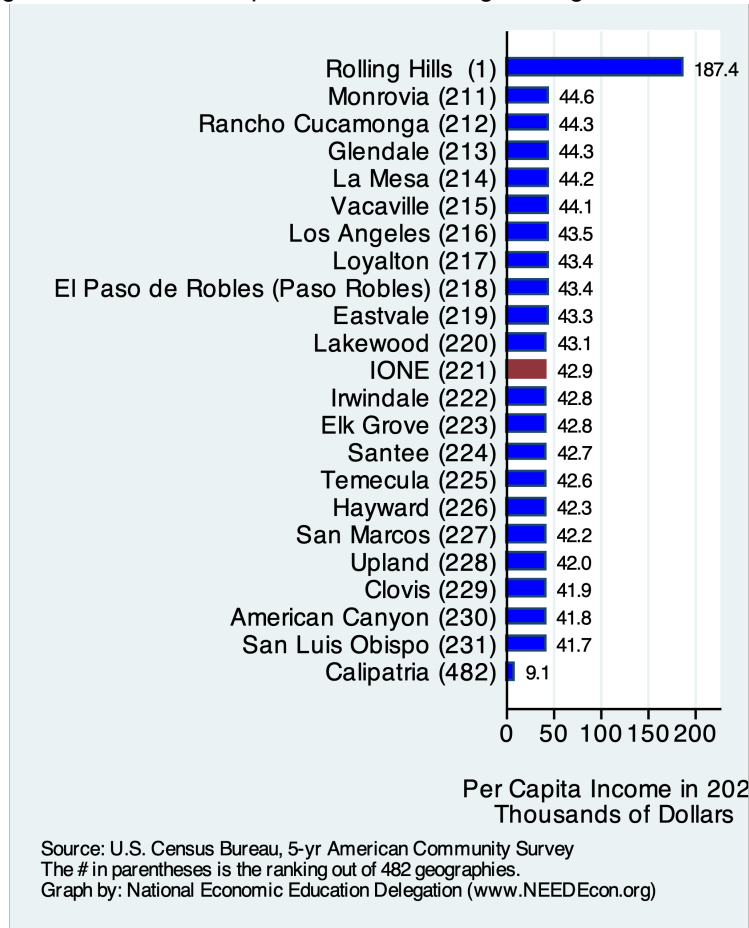 Rolling Hills (1) 187.4
Monrovia (211) 44.6
Rancho Cucamonga (212) 44.3
Glendale (213) 44.3
La Mesa (214) 44.2
Vacaville (215) 44.1
Los Angeles (216) 43.5
Loyalton (217) 43.4
El Paso de Robles (Paso Robles) (218) 43.4
Eastvale (219) 43.3
Lakewood (220) 43.1
IONE (221) 42.9
Irwindale (222) 42.8
Elk Grove (223) 42.8
Santee (224) 42.7
Temecula (225) 42.6
Hayward (226) 42.3
San Marcos (227) 42.2
Upland (228) 42.0
Clovis (229) 41.9
American Canyon (230) 41.8
San Luis Obispo (231) 41.7
Calipatria (482) 9.1
0 50 100 150 200
Per Capita Income in 202
Thousands of Dollars
Source: U.S. Census Bureau, 5-yr American Community Survey
The # in parentheses is the ranking out of 482 geographies.
Graph by: National Economic Education Delegation (www.NEEDEcon.org)